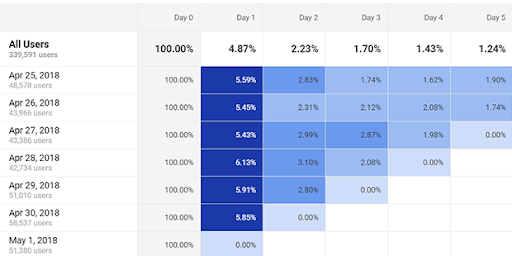 Day 0 Day 1 Day 2 Day 3 Day 4 Day 5
All Users 100.00% 4.87% 2.23% 1.70% 1.43% 1.24%
339,591 users
Apr 25, 2018 100.00% 5.59% 2.83% 1.74% 1.62% 1.90%
48,578 users
Apr 26, 2018 100.00% 5.45% 2.31% 2.12% 2.08% 1.74%
43,966 users
Apr 27, 2018 100.00% 5.43% 2.99% 2.87% 1.98% 0.00%
43,386 users
Apr 28, 2018 100.00% 6.13% 3.10% 2.08% 0.00%
42,734 users
Apr 29, 2018 100.00% 5.91% 2.80% 0.00%
51,010 users
Apr 30, 2018 100.00% 5.85% 0.00%
58,537 users
May 1, 2018 100.00% 0.00%
51,380 users